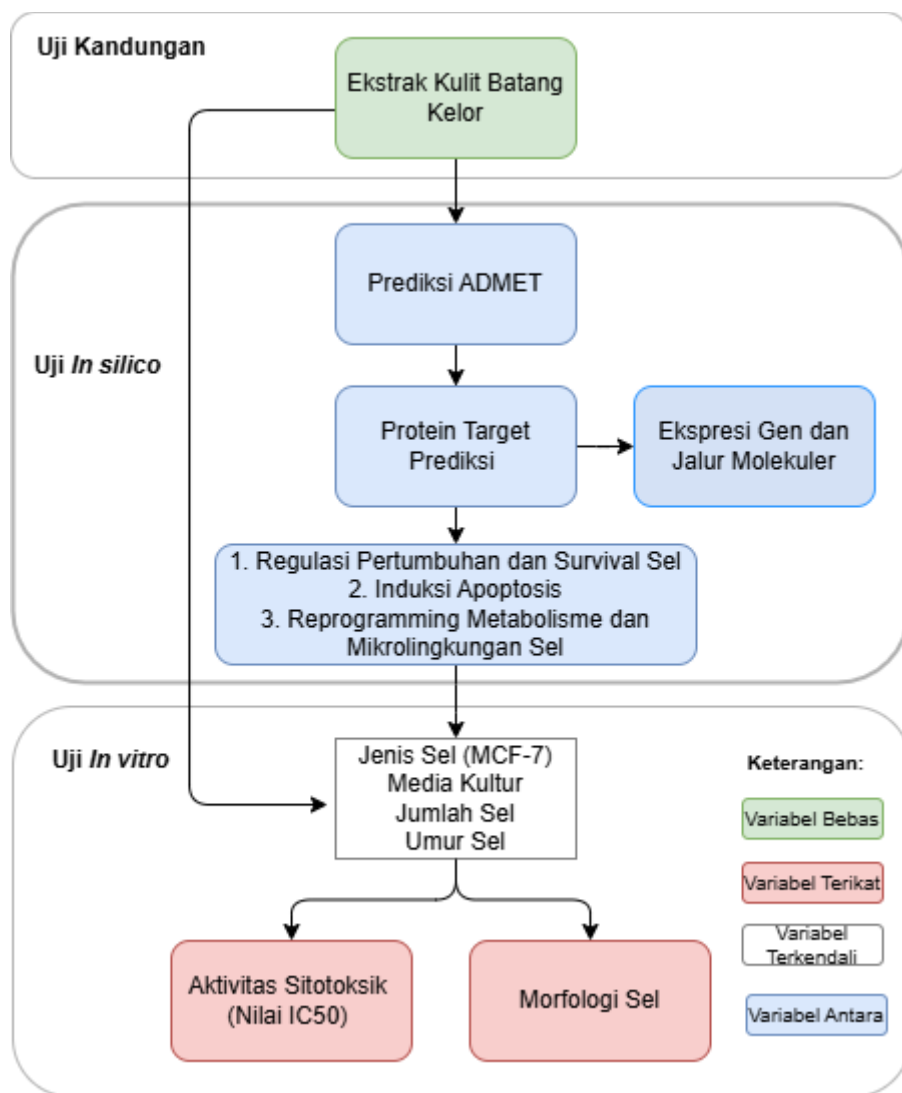 Uji Kandungan
Ekstrak Kulit Batang
Kelor
Prediksi ADMET
Uji In silico
Protein Target
Prediksi
Ekspresi Gen dan
Jalur Molekuler
1. Regulasi Pertumbuhan dan Survival Sel
2. Induksi Apoptosis
3. Reprogramming Metabolisme dan
Mikrolingkungan Sel
Uji In vitro
Jenis Sel (MCF-7)
Media Kultur
Jumlah Sel
Umur Sel
Keterangan:
Variabel Bebas
Variabel Terikat
Variabel
Terkendali
Variabel Antara
Aktivitas Sitotoksik
(Nilai IC50)
Morfologi Sel